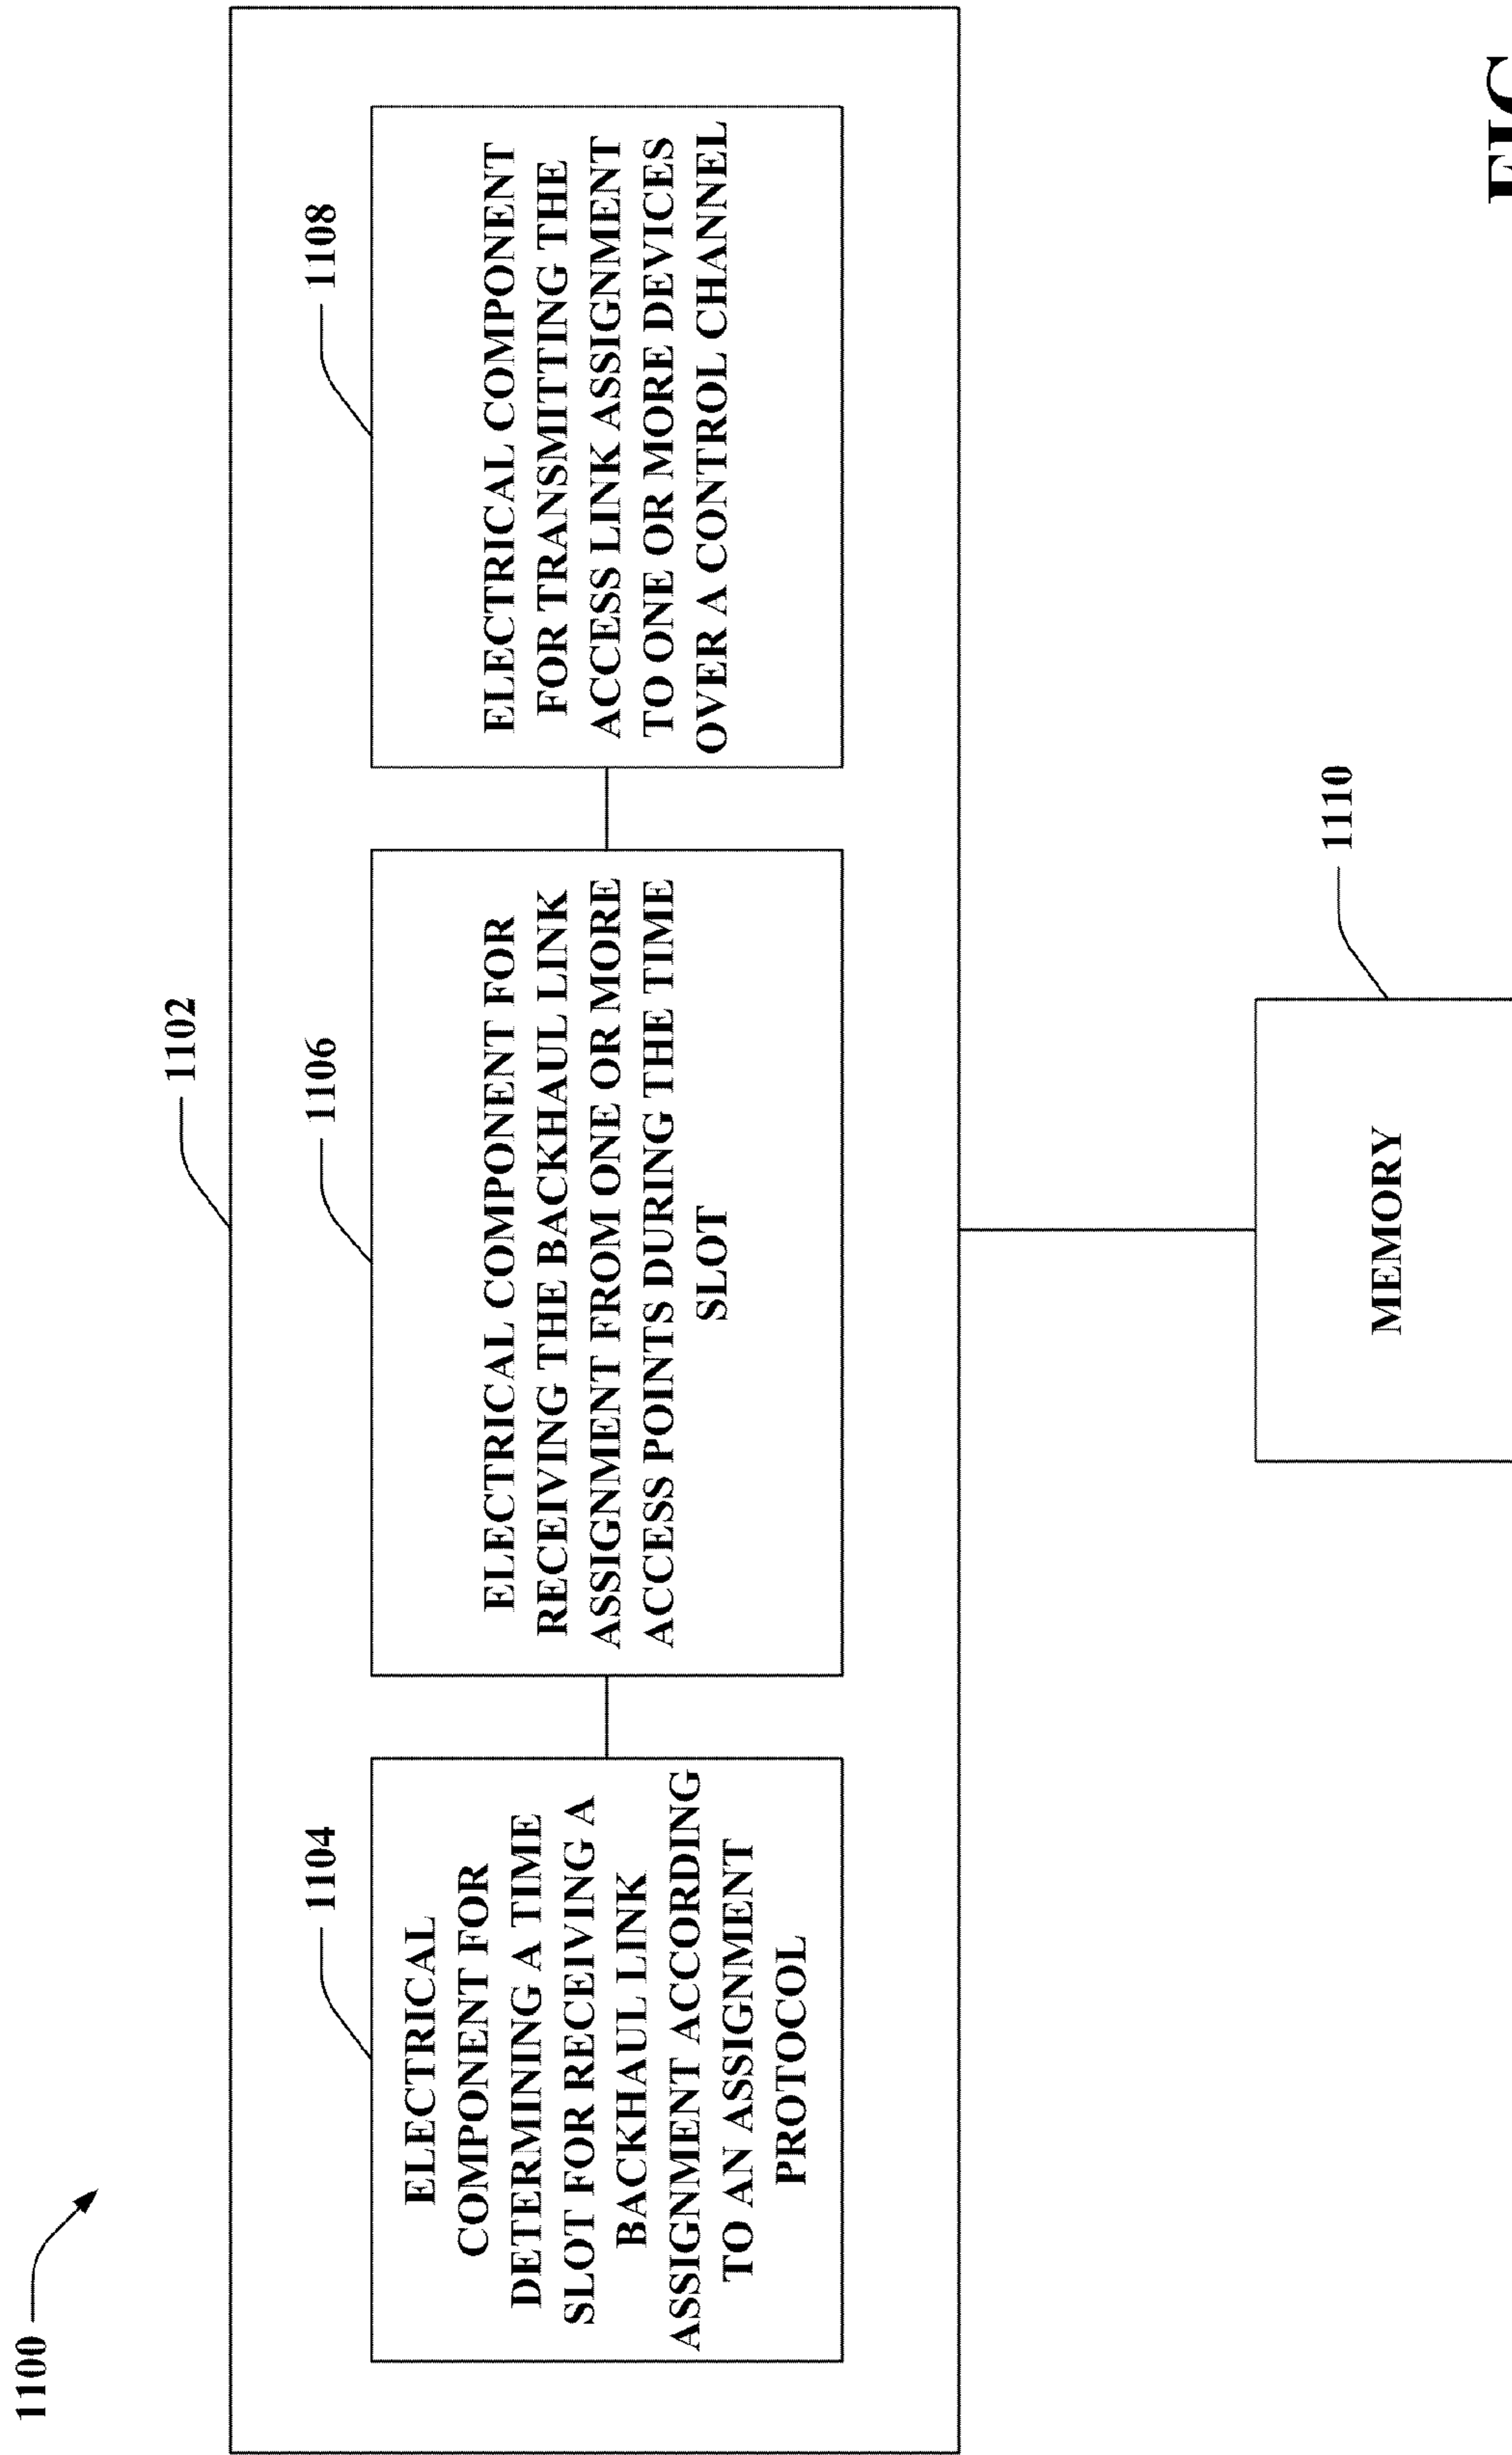 1100
1102
1104
ELECTRICAL
COMPONENT FOR
DETERMINING A TIME
SLOT FOR RECEIVING A
BACKHAUL LINK
ASSIGNMENT ACCORDING
TO AN ASSIGNMENT
PROTOCOL
1106
ELECTRICAL COMPONENT FOR
RECEIVING THE BACKHAUL LINK
ASSIGNMENT FROM ONE OR MORE
ACCESS POINTS DURING THE TIME
SLOT
1108
ELECTRICAL COMPONENT
FOR TRANSMITTING THE
ACCESS LINK ASSIGNMENT
TO ONE OR MORE DEVICES
OVER A CONTROL CHANNEL
1110
MEMORY